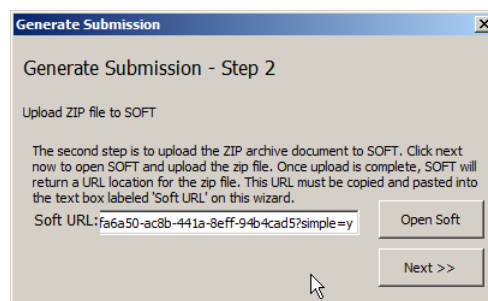 Generate Submission
Generate Submission - Step 2
Upload ZIP file to SOFT
The second step is to upload the ZIP archive document to SOFT. Click next
now to open SOFT and upload the zip file. Once upload is complete, SOFT will
return a URL location for the zip file. This URL must be copied and pasted into
the text box labeled 'Soft URL' on this wizard.
Soft URL: fa6a50-ac8b-441a-8eff-94b4cad5?simple=y Open Soft
Next >>